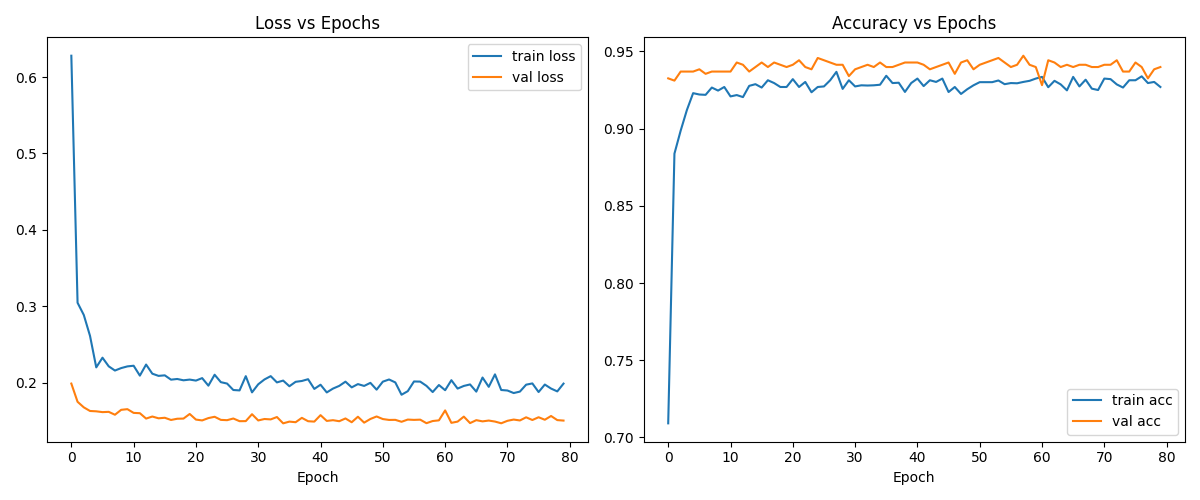 Loss vs Epochs
0.6
0.5
0.4
0.3
0.2
train loss
val loss
0 10 20 30 40 50 60 70 80
Epoch
Accuracy vs Epochs
0.95
0.90
0.85
0.80
0.75
0.70
train acc
val acc
0 10 20 30 40 50 60 70 80
Epoch